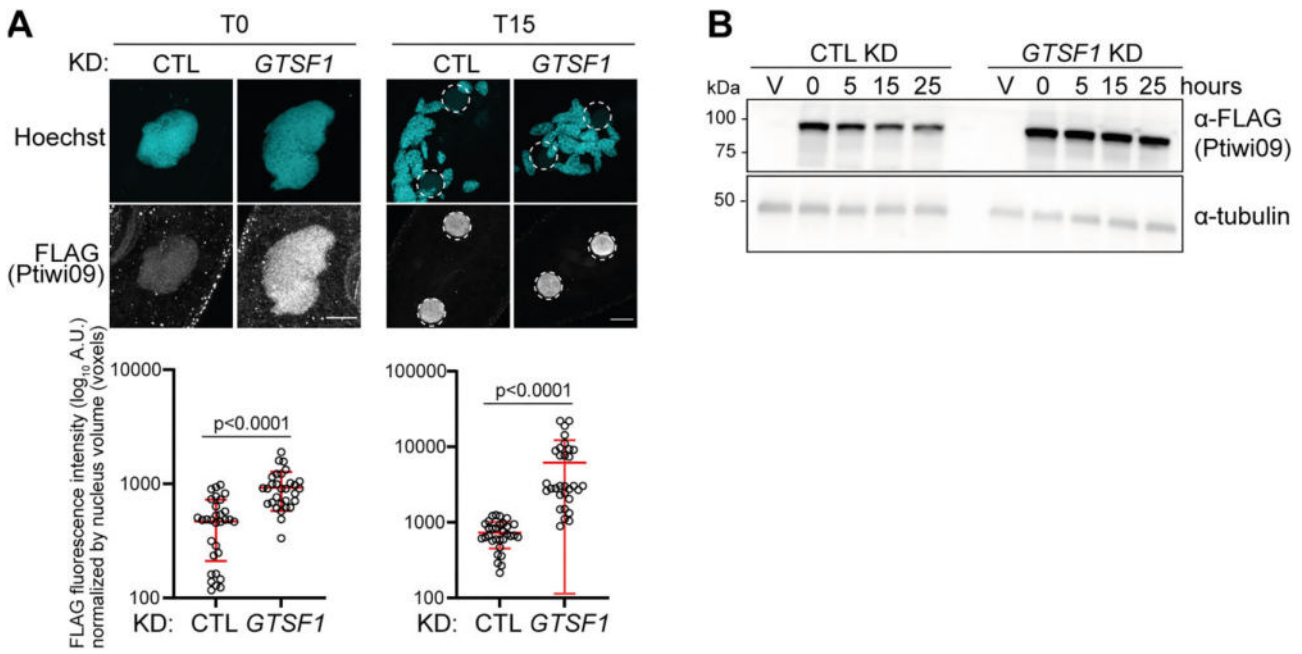 A
T0
T15
KD: CTL GTSF1 CTL GTSF1
Hoechst
FLAG
(Ptiwi09)
FLAG fluorescence intensity (log₁₀ A.U.)
normalized by nucleus volume (voxels)
10000
1000
100
p<0.0001
KD: CTL GTSF1
100000
10000
1000
100
p<0.0001
KD: CTL GTSF1
B
CTL KD GTSF1 KD
kDa V 0 5 15 25 V 0 5 15 25 hours
100
75
α-FLAG
(Ptiwi09)
50
α-tubulin